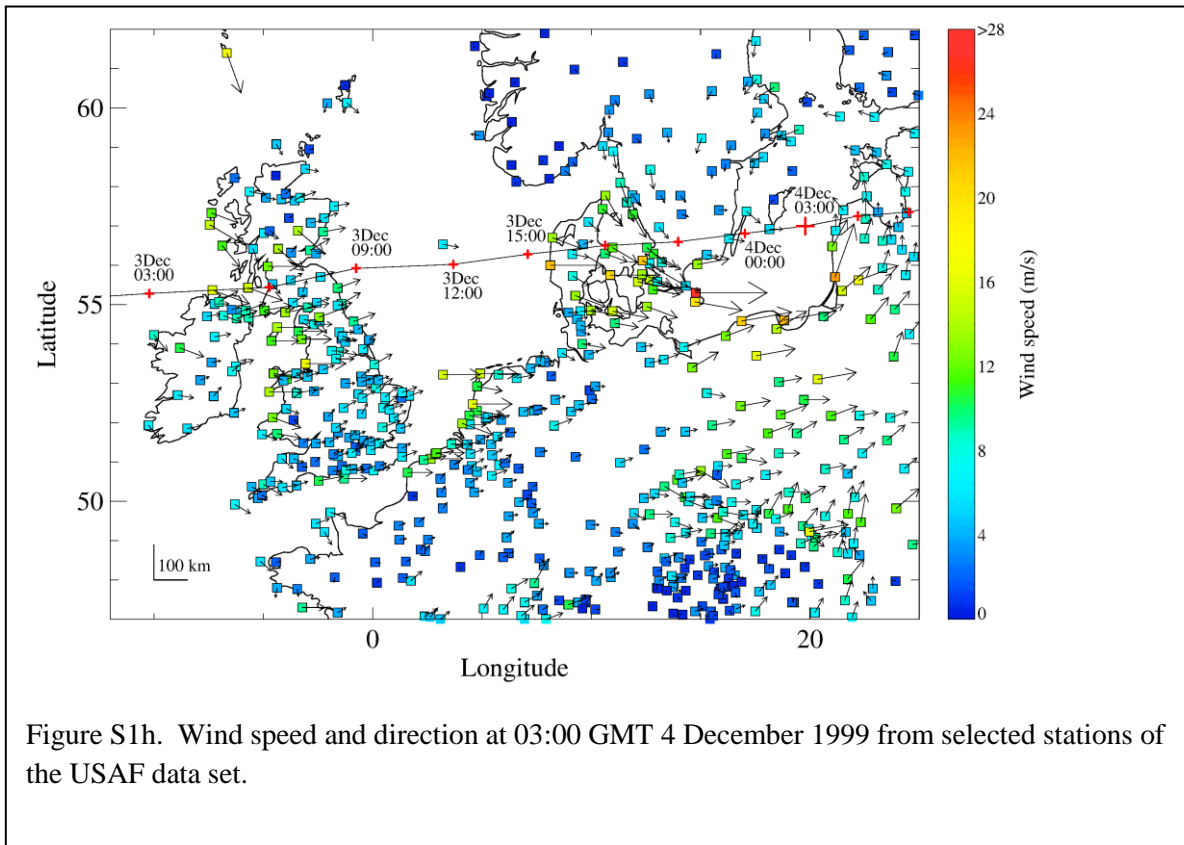 >28
24
20
16
12
8
4
0
Wind speed (m/s)
60
55
50
Latitude
3Dec
03:00
3Dec
09:00
3Dec
12:00
3Dec
15:00
4Dec
00:00
4Dec
03:00
100 km
0
20
Longitude
Figure S1h. Wind speed and direction at 03:00 GMT 4 December 1999 from selected stations of
the USAF data set.